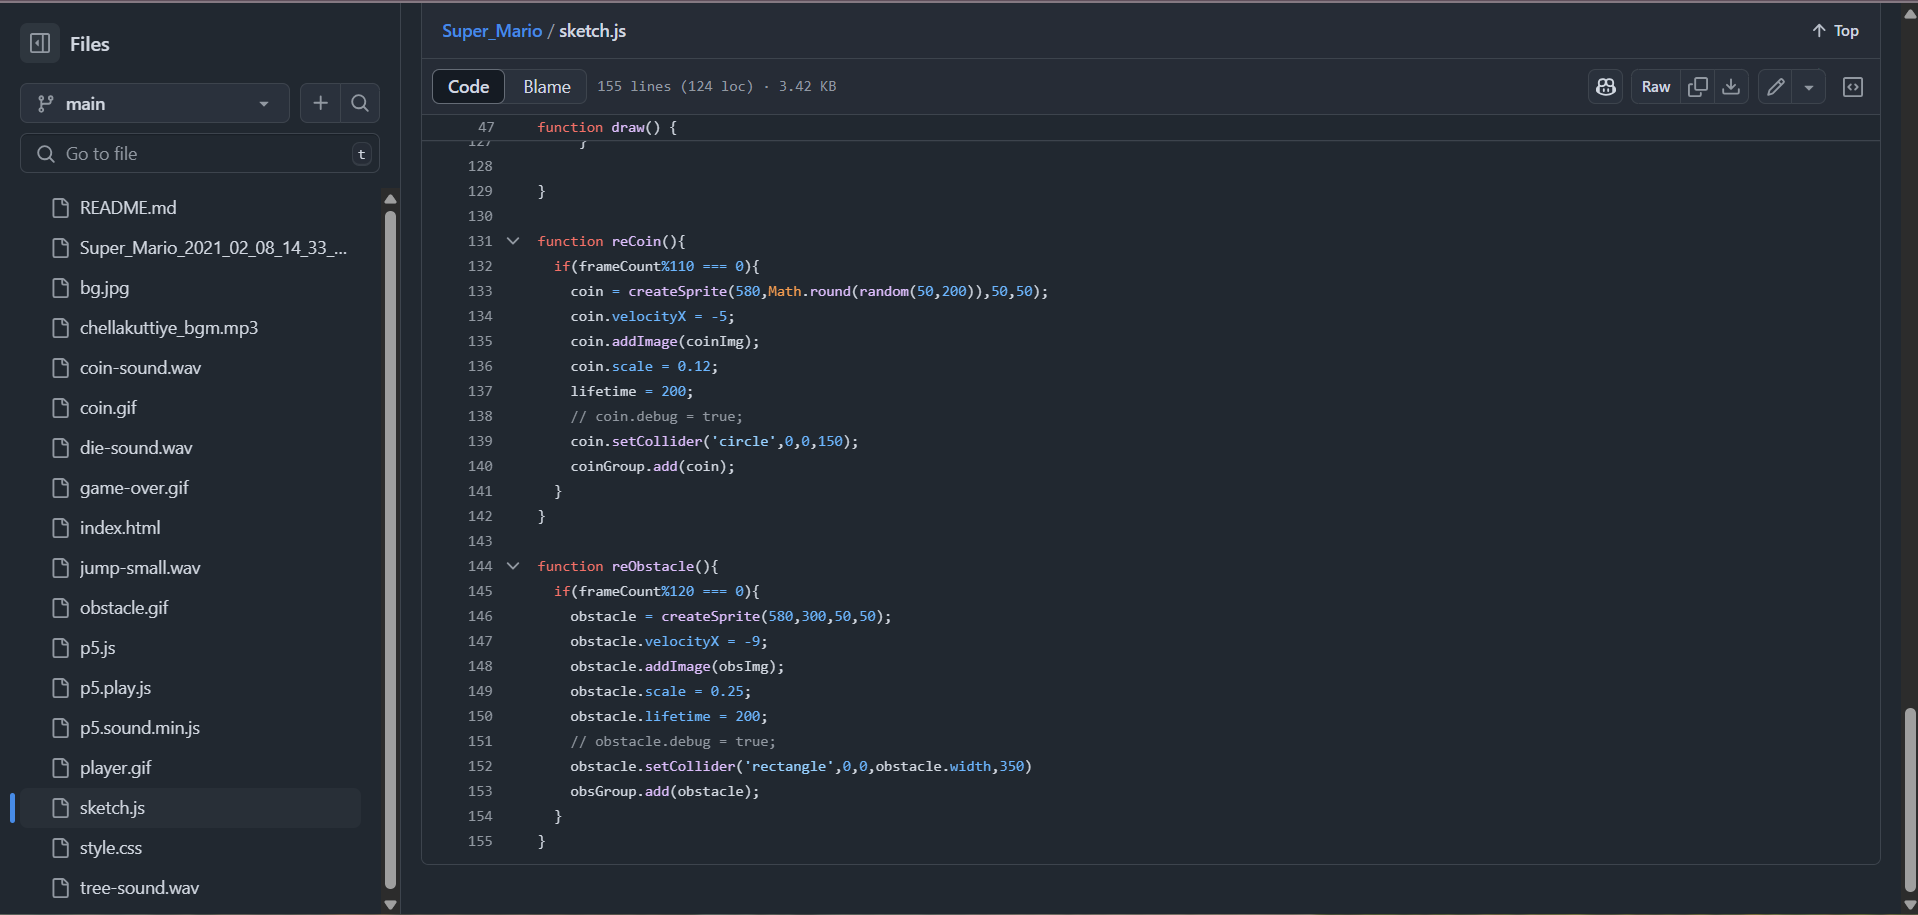 Files
main
Go to file
t
README.md
Super_Mario_2021_02_08_14_33_...
bg.jpg
chellakuttiye_bgm.mp3
coin-sound.wav
coin.gif
die-sound.wav
game-over.gif
index.html
jump-small.wav
obstacle.gif
p5.js
p5.play.js
p5.sound.min.js
player.gif
sketch.js
style.css
tree-sound.wav
Super_Mario / sketch.js
Top
Code Blame 155 lines (124 loc) · 3.42 KB
Raw
47 function draw() {
127 }
128
129 }
130
131 function reCoin(){
132 if(frameCount%110 === 0){
133 coin = createSprite(580,Math.round(random(50,200)),50,50);
134 coin.velocityX = -5;
135 coin.addImage(coinImg);
136 coin.scale = 0.12;
137 lifetime = 200;
138 // coin.debug = true;
139 coin.setCollider('circle',0,0,150);
140 coinGroup.add(coin);
141 }
142 }
143
144 function reObstacle(){
145 if(frameCount%120 === 0){
146 obstacle = createSprite(580,300,50,50);
147 obstacle.velocityX = -9;
148 obstacle.addImage(obsImg);
149 obstacle.scale = 0.25;
150 obstacle.lifetime = 200;
151 // obstacle.debug = true;
152 obstacle.setCollider('rectangle',0,0,obstacle.width,350)
153 obsGroup.add(obstacle);
154 }
155 }